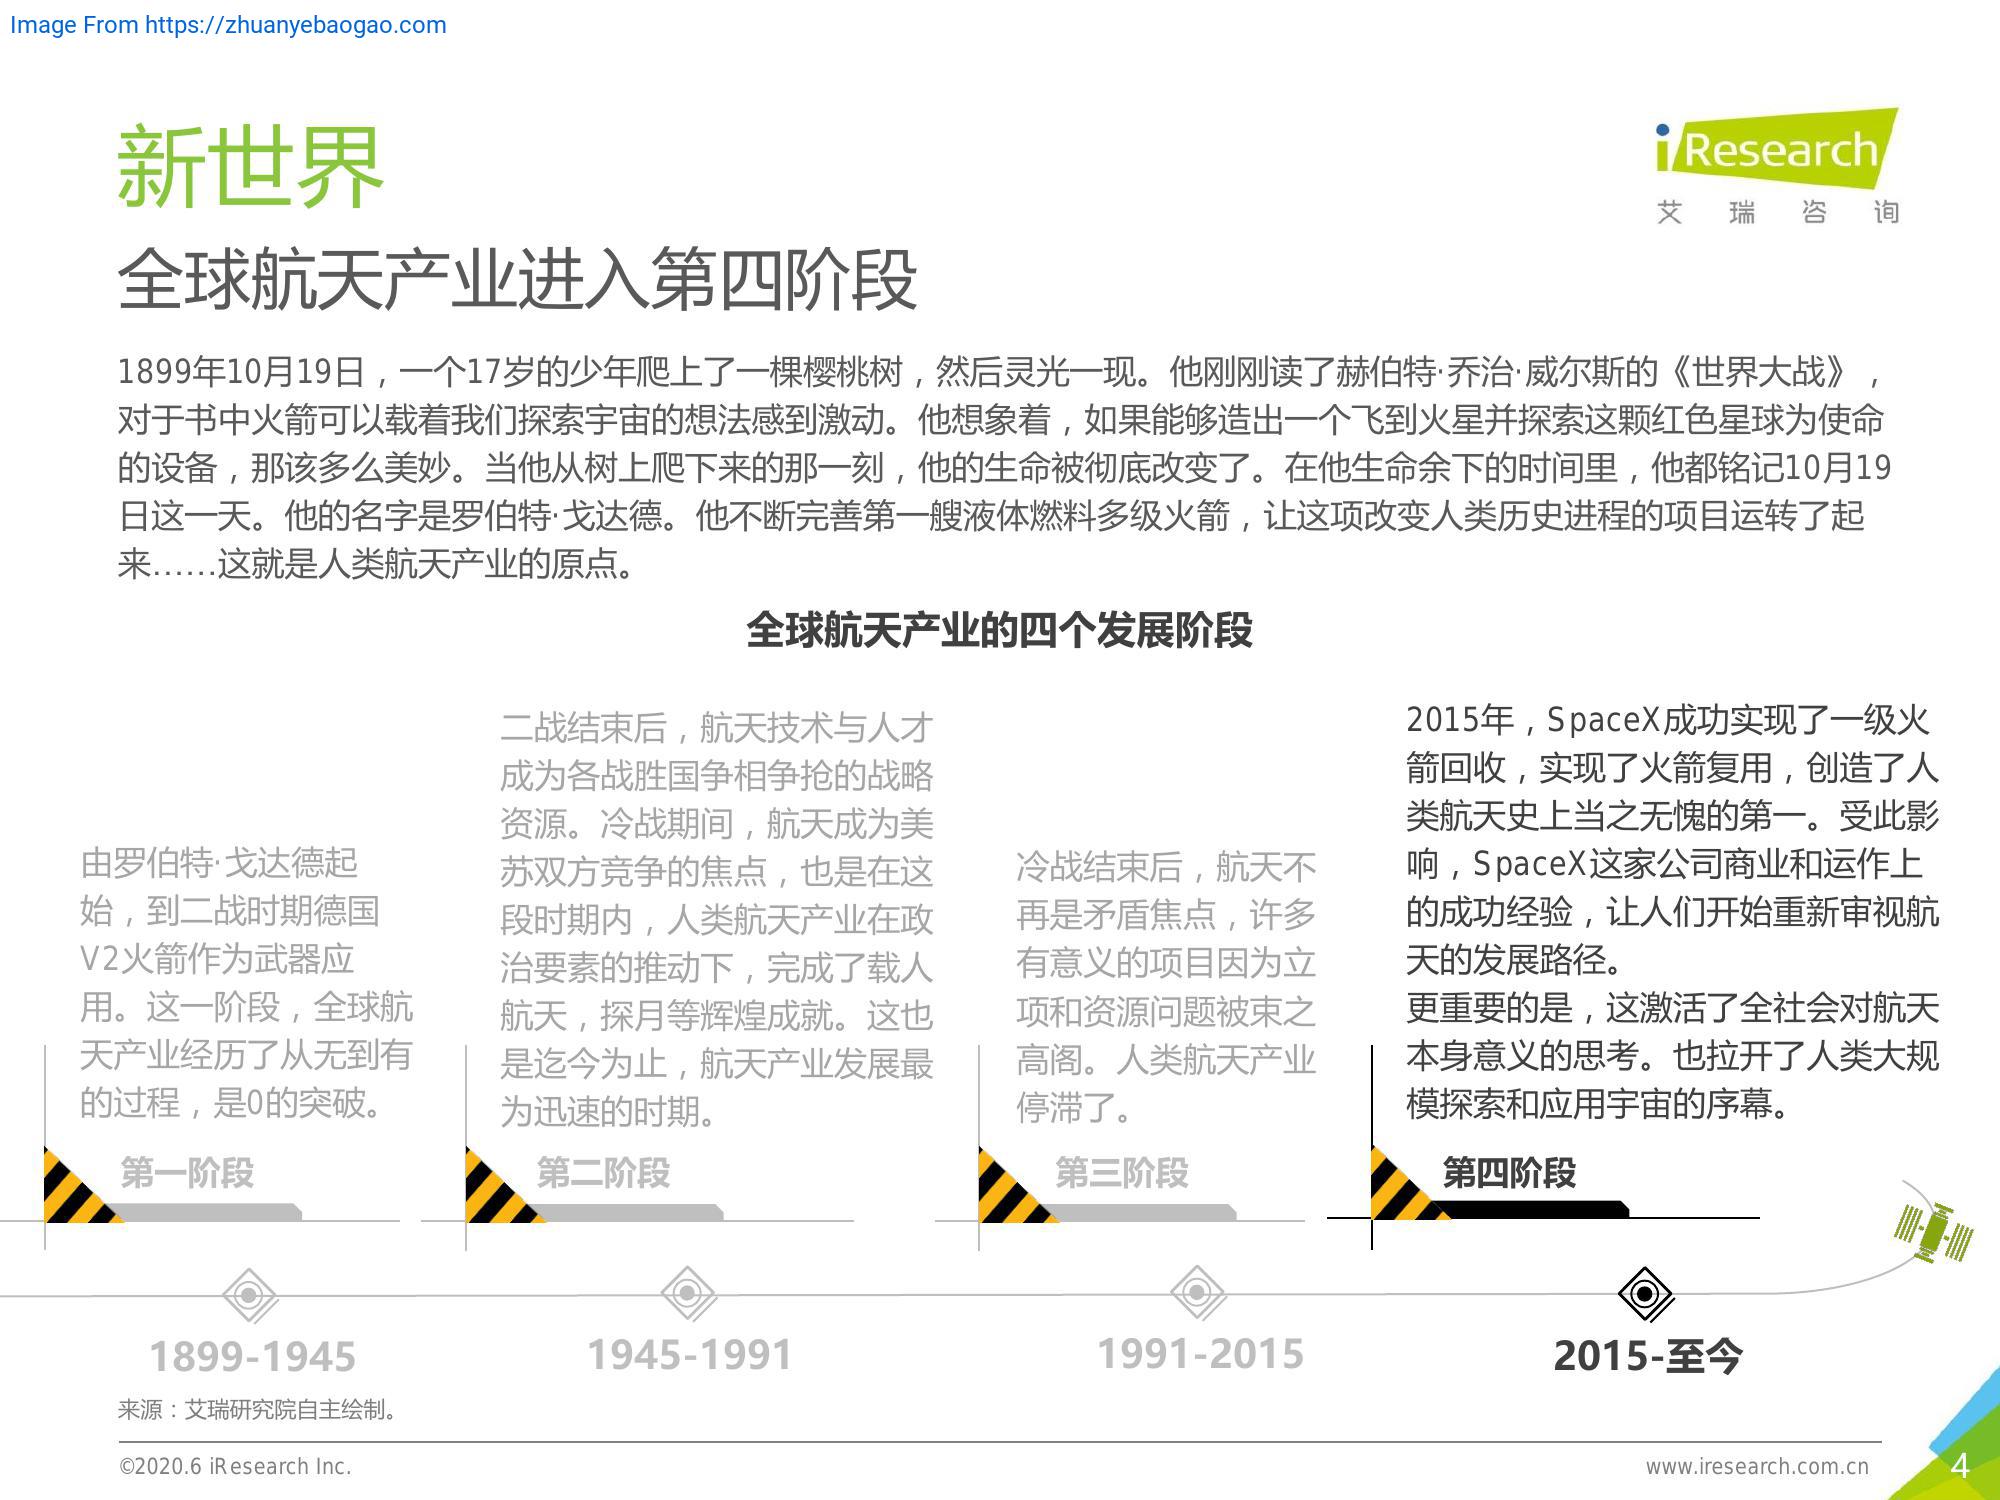 Image From https://zhuanyebaogao.com
新世界
iResearch
艾瑞咨询
全球航天产业进入第四阶段
1899年10月19日，一个17岁的少年爬上了一棵樱桃树，然后灵光一现。他刚刚读了赫伯特·乔治·威尔斯的《世界大战》，
对于书中火箭可以载着我们探索宇宙的想法感到激动。他想象着，如果能够造出一个飞到火星并探索这颗红色星球为使命
的设备，那该多么美妙。当他从树上爬下来的那一刻，他的生命被彻底改变了。在他生命余下的时间里，他都铭记10月19
日这一天。他的名字是罗伯特·戈达德。他不断完善第一艘液体燃料多级火箭，让这项改变人类历史进程的项目运转了起
来……这就是人类航天产业的原点。
全球航天产业的四个发展阶段
由罗伯特·戈达德起
始，到二战时期德国
V2火箭作为武器应
用。这一阶段，全球航
天产业经历了从无到有
的过程，是0的突破。
第一阶段
1899-1945
二战结束后，航天技术与人才
成为各战胜国争相争抢的战略
资源。冷战期间，航天成为美
苏双方竞争的焦点，也是在这
段时期内，人类航天产业在政
治要素的推动下，完成了载人
航天，探月等辉煌成就。这也
是迄今为止，航天产业发展最
为迅速的时期。
第二阶段
1945-1991
冷战结束后，航天不
再是矛盾焦点，许多
有意义的项目因为立
项和资源问题被束之
高阁。人类航天产业
停滞了。
第三阶段
1991-2015
2015年，SpaceX成功实现了一级火
箭回收，实现了火箭复用，创造了人
类航天史上当之无愧的第一。受此影
响，SpaceX这家公司商业和运作上
的成功经验，让人们开始重新审视航
天的发展路径。
更重要的是，这激活了全社会对航天
本身意义的思考。也拉开了人类大规
模探索和应用宇宙的序幕。
第四阶段
2015-至今
来源：艾瑞研究院自主绘制。
©2020.6 iResearch Inc.
www.iresearch.com.cn
4